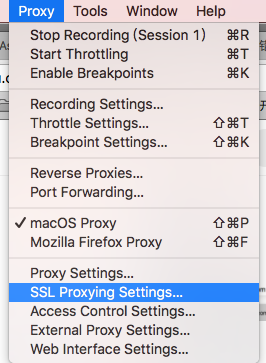 Proxy Tools Window Help
Stop Recording (Session 1) ⌘R
Start Throttling ⌘T
Enable Breakpoints ⌘K
Recording Settings...
Throttle Settings... ⇧⌘T
Breakpoint Settings... ⇧⌘K
Reverse Proxies...
Port Forwarding...
✓ macOS Proxy ⇧⌘P
Mozilla Firefox Proxy ⇧⌘F
Proxy Settings...
SSL Proxying Settings...
Access Control Settings...
External Proxy Settings...
Web Interface Settings...